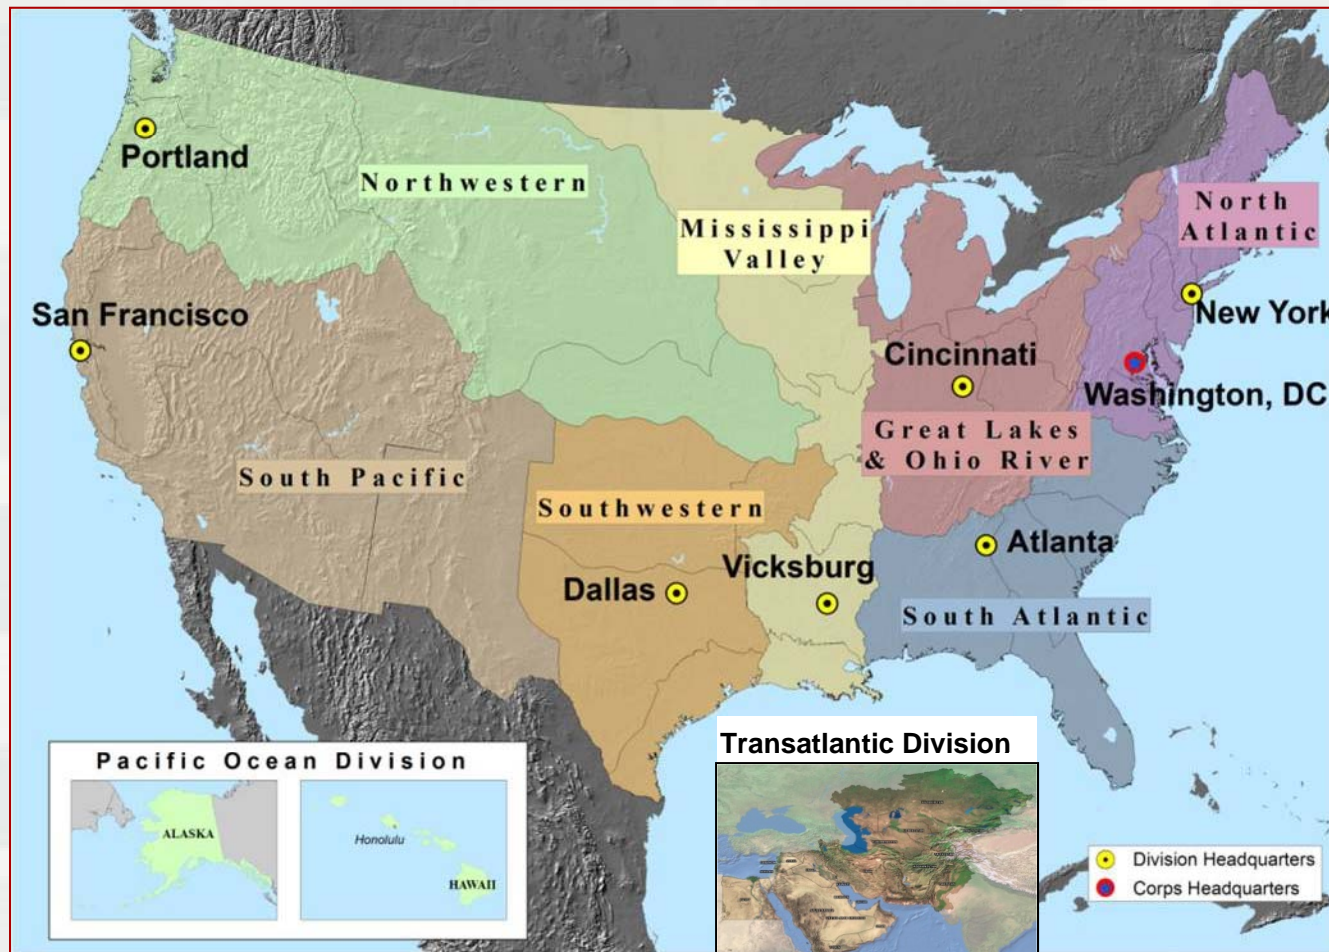 Portland
Northwestern
North
Atlantic
Mississippi
Valley
San Francisco
New York
Cincinnati
Washington, DC
Great Lakes
& Ohio River
South Pacific
Southwestern
Atlanta
Vicksburg
Dallas
South Atlantic
Pacific Ocean Division
ALASKA
Honolulu
HAWAII
Transatlantic Division
Division Headquarters
Corps Headquarters